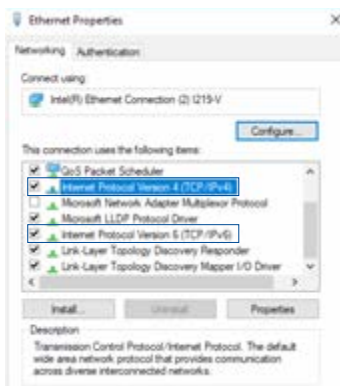 Ethernet Properties
Networking Authentication
Connect using:
Intel(R) Ethernet Connection (2) I219-V
Configure...
This connection uses the following items:
QoS Packet Scheduler
Internet Protocol Version 4 (TCP/IPv4)
Microsoft Network Adapter Multiplexor Protocol
Microsoft LLDP Protocol Driver
Internet Protocol Version 6 (TCP/IPv6)
Link-Layer Topology Discovery Responder
Link-Layer Topology Discovery Mapper I/O Driver
Install... Uninstall Properties
Description
Transmission Control Protocol/Internet Protocol. The default
wide area network protocol that provides communication
across diverse interconnected networks.